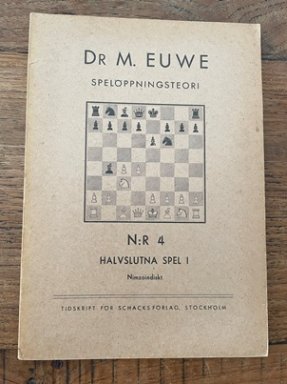 DR M. EUWE
SPELÖPPNINGSTEORI
N:R 4
HALVSLUTNA SPEL I
Nimzoindiskt
TIDSKRIFT FÖR SCHACKS FÖRLAG, STOCKHOLM